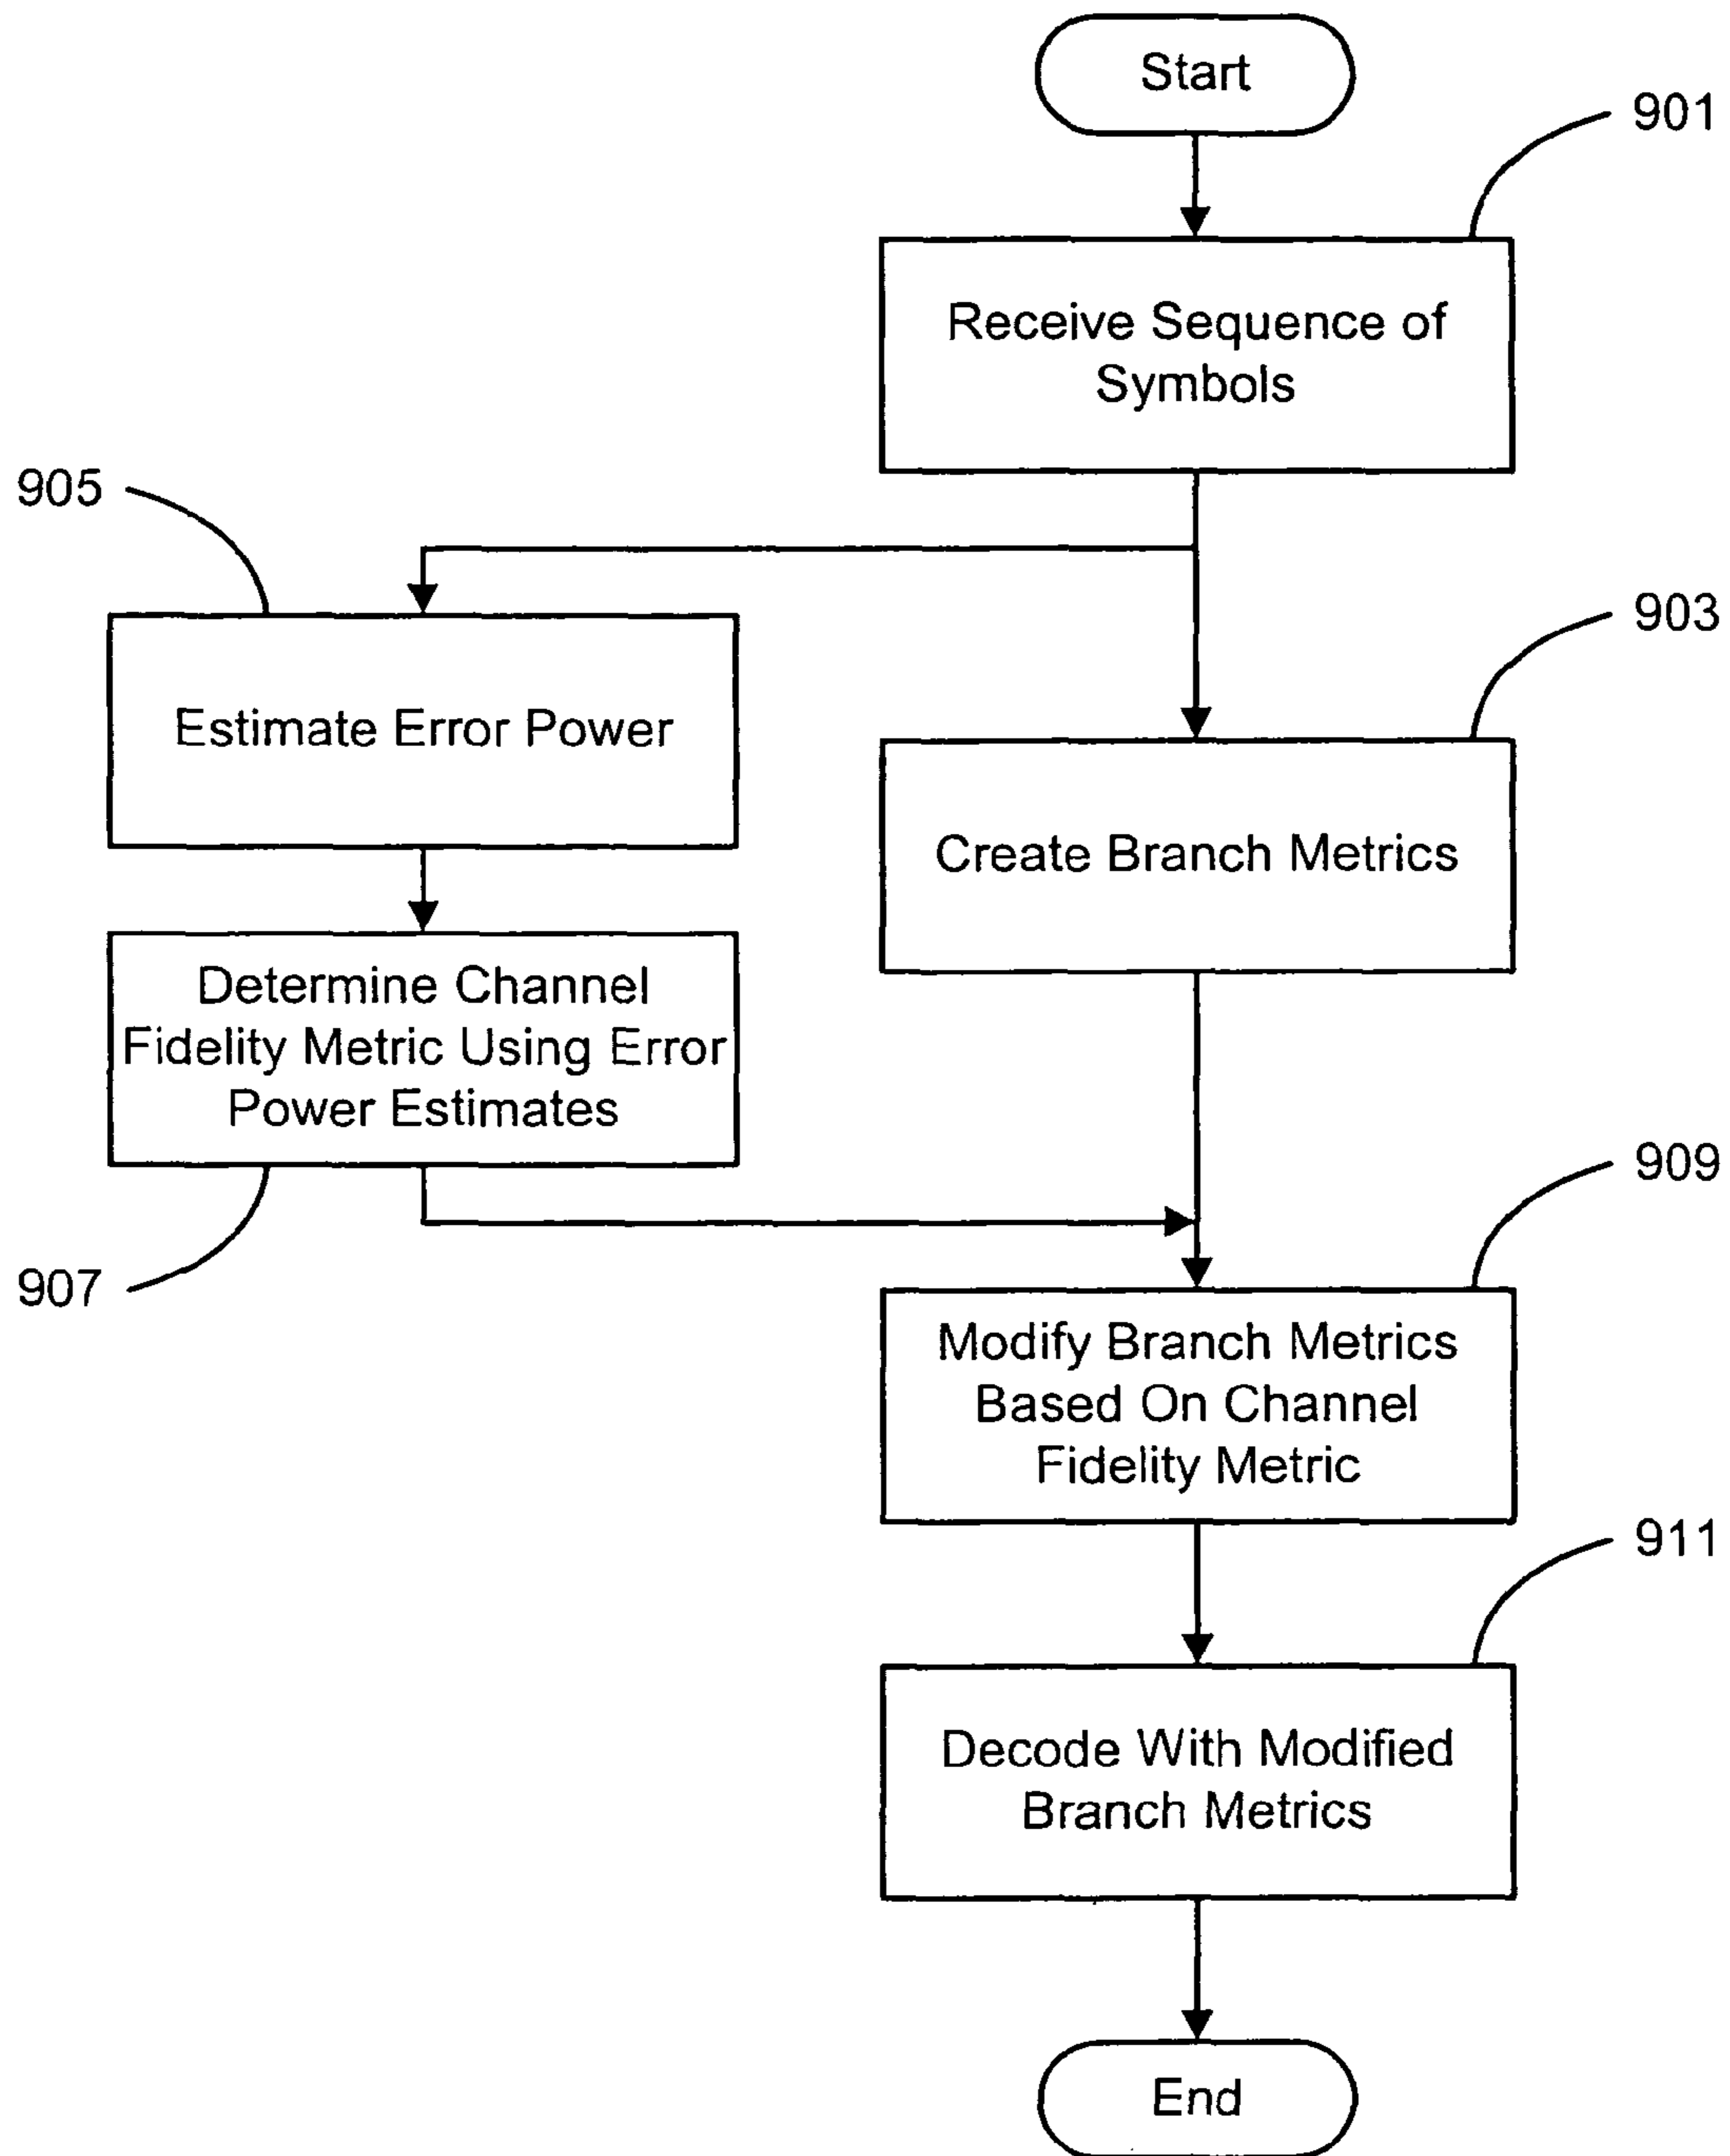 Start
901
Receive Sequence of
Symbols
905
903
Estimate Error Power
Create Branch Metrics
Determine Channel
Fidelity Metric Using Error
Power Estimates
909
907
Modify Branch Metrics
Based On Channel
Fidelity Metric
911
Decode With Modified
Branch Metrics
End